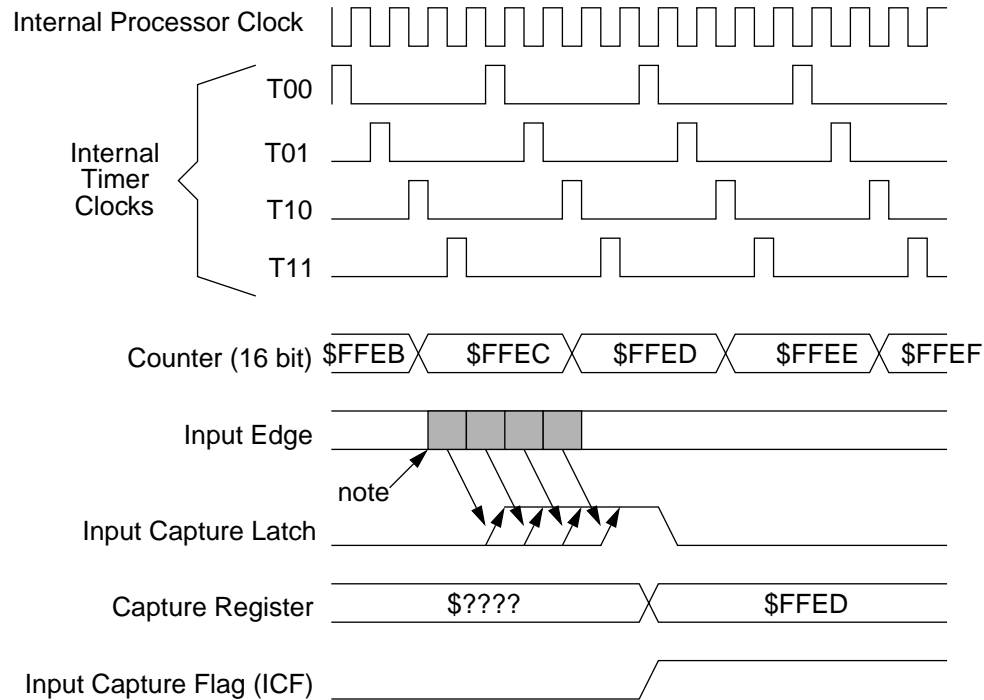 Internal Processor Clock
T00
T01
Internal
Timer
Clocks
T10
T11
Counter (16 bit) $FFEB $FFEC $FFED $FFEE $FFEF
Input Edge
note
Input Capture Latch
Capture Register $???? $FFED
Input Capture Flag (ICF)